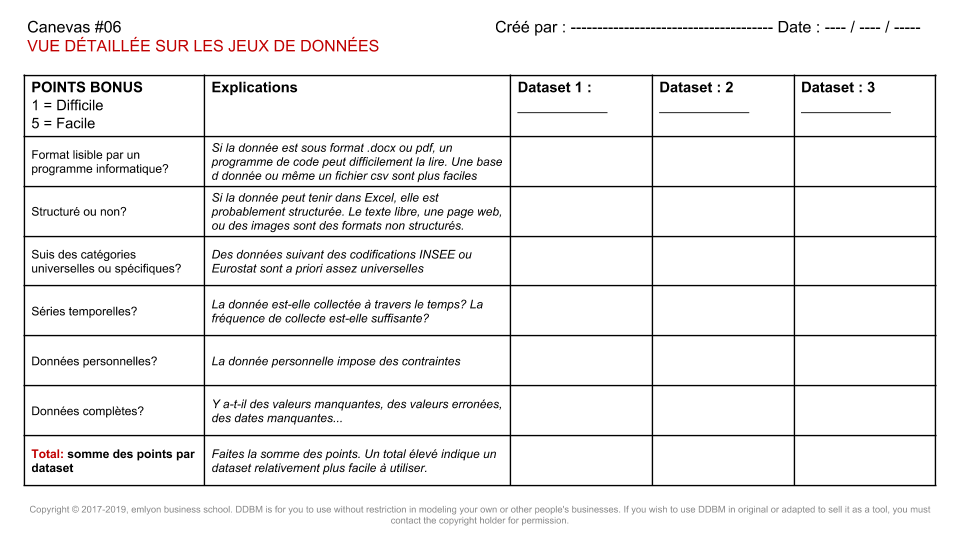 Canevas #06
Créé par : -------------------------------------- Date : ---- / ---- / -----
VUE DÉTAILLÉE SUR LES JEUX DE DONNÉES
POINTS BONUS
1 = Difficile
5 = Facile
Explications
Dataset 1 :
____________
Dataset : 2
____________
Dataset : 3
____________
Format lisible par un
programme informatique?
Si la donnée est sous format .docx ou pdf, un
programme de code peut difficilement la lire. Une base
d donnée ou même un fichier csv sont plus faciles
Structuré ou non?
Si la donnée peut tenir dans Excel, elle est
probablement structurée. Le texte libre, une page web,
ou des images sont des formats non structurés.
Suis des catégories
universelles ou spécifiques?
Des données suivant des codifications INSEE ou
Eurostat sont a priori assez universelles
Séries temporelles?
La donnée est-elle collectée à travers le temps? La
fréquence de collecte est-elle suffisante?
Données personnelles?
La donnée personnelle impose des contraintes
Données complètes?
Y a-t-il des valeurs manquantes, des valeurs erronées,
des dates manquantes...
Total: somme des points par
dataset
Faites la somme des points. Un total élevé indique un
dataset relativement plus facile à utiliser.
Copyright © 2017-2019, emlyon business school. DDBM is for you to use without restriction in modeling your own or other people's businesses. If you wish to use DDBM in original or adapted to sell it as a tool, you must
contact the copyright holder for permission.